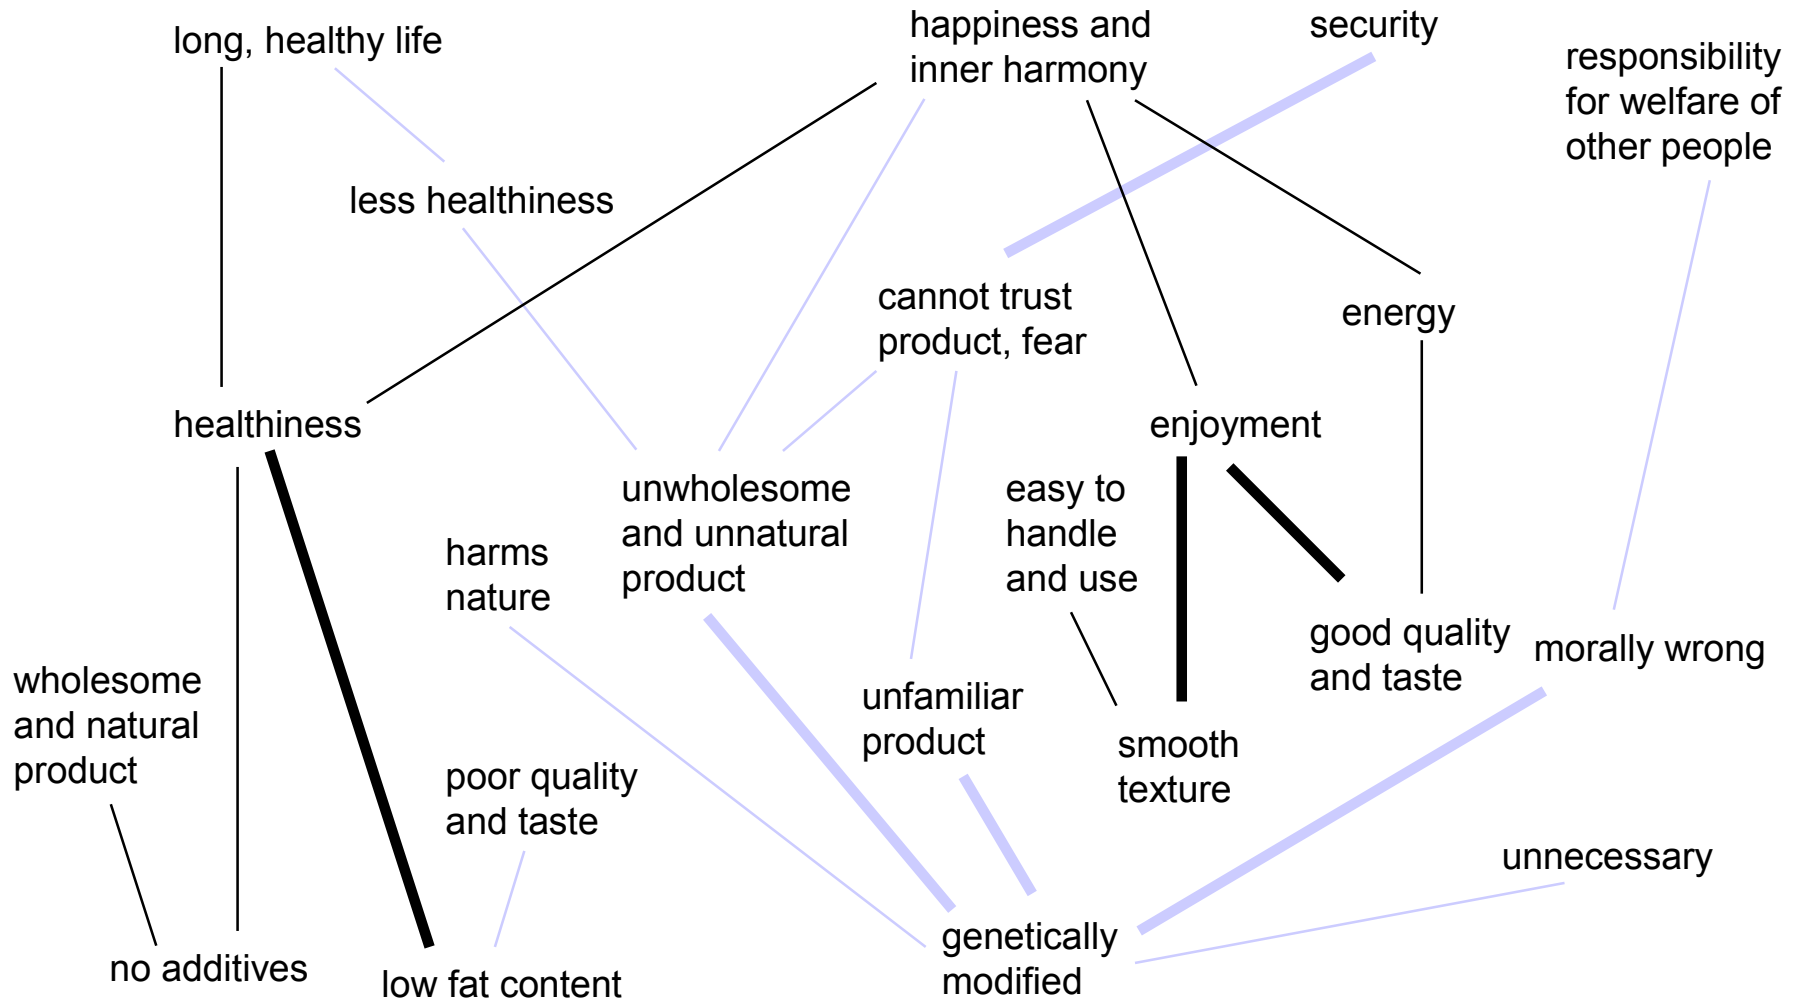 long, healthy life
happiness and
inner harmony
security
responsibility
for welfare of
other people
less healthiness
cannot trust
product, fear
energy
healthiness
enjoyment
unwholesome
and unnatural
product
easy to
handle
and use
harms
nature
good quality
and taste
morally wrong
wholesome
and natural
product
unfamiliar
product
smooth
texture
poor quality
and taste
unnecessary
no additives
low fat content
genetically
modified